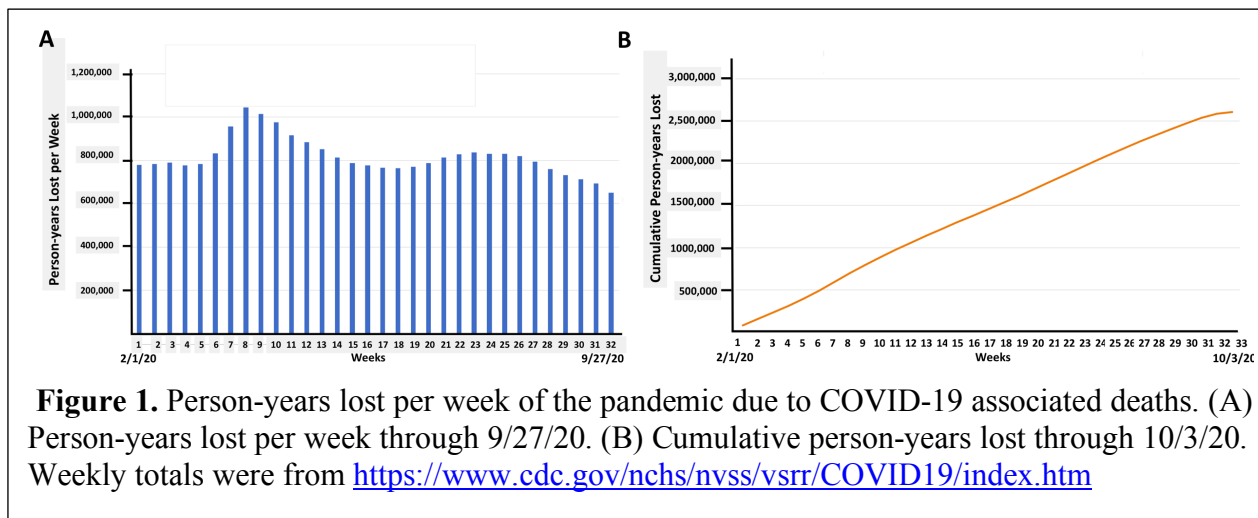 A
Person-years Lost per Week
1,200,000
1,000,000
800,000
600,000
400,000
200,000
1 2 3 4 5 6 7 8 9 10 11 12 13 14 15 16 17 18 19 20 21 22 23 24 25 26 27 28 29 30 31 32
2/1/20 Weeks 9/27/20
B
Cumulative Person-years Lost
3,000,000
2,500,000
2000,000
1500,000
1000,000
500,000
1 2 3 4 5 6 7 8 9 10 11 12 13 14 15 16 17 18 19 20 21 22 23 24 25 26 27 28 29 30 31 32 33
2/1/20 Weeks 10/3/20
Figure 1. Person-years lost per week of the pandemic due to COVID-19 associated deaths. (A)
Person-years lost per week through 9/27/20. (B) Cumulative person-years lost through 10/3/20.
Weekly totals were from https://www.cdc.gov/nchs/nvss/vsrr/COVID19/index.htm